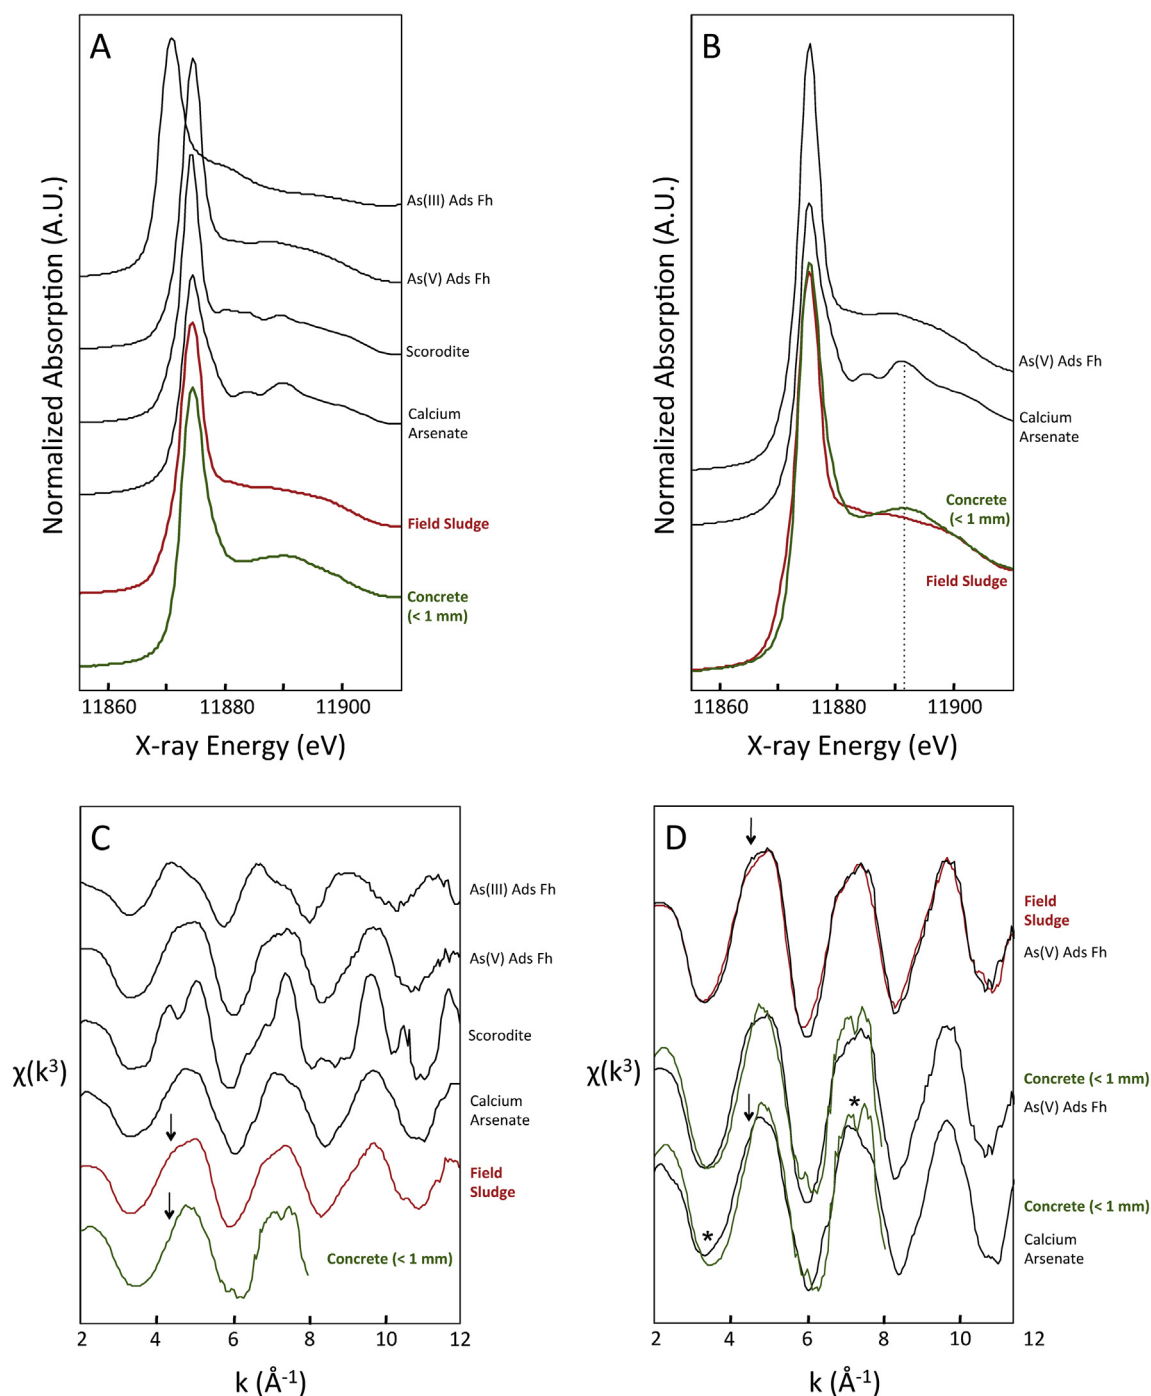 A
Normalized Absorption (A.U.)
As(III) Ads Fh
As(V) Ads Fh
Scorodite
Calcium
Arsenate
Field Sludge
Concrete
(< 1 mm)
11860 11880 11900
X-ray Energy (eV)
B
Normalized Absorption (A.U.)
As(V) Ads Fh
Calcium
Arsenate
Concrete
(< 1 mm)
Field Sludge
11860 11880 11900
X-ray Energy (eV)
C
χ(k³)
As(III) Ads Fh
As(V) Ads Fh
Scorodite
Calcium
Arsenate
Field
Sludge
Concrete (< 1 mm)
2 4 6 8 10 12
k (Å⁻¹)
D
χ(k³)
Field
Sludge
As(V) Ads Fh
Concrete (< 1 mm)
As(V) Ads Fh
*
Concrete (< 1 mm)
*
Calcium
Arsenate
2 4 6 8 10 12
k (Å⁻¹)